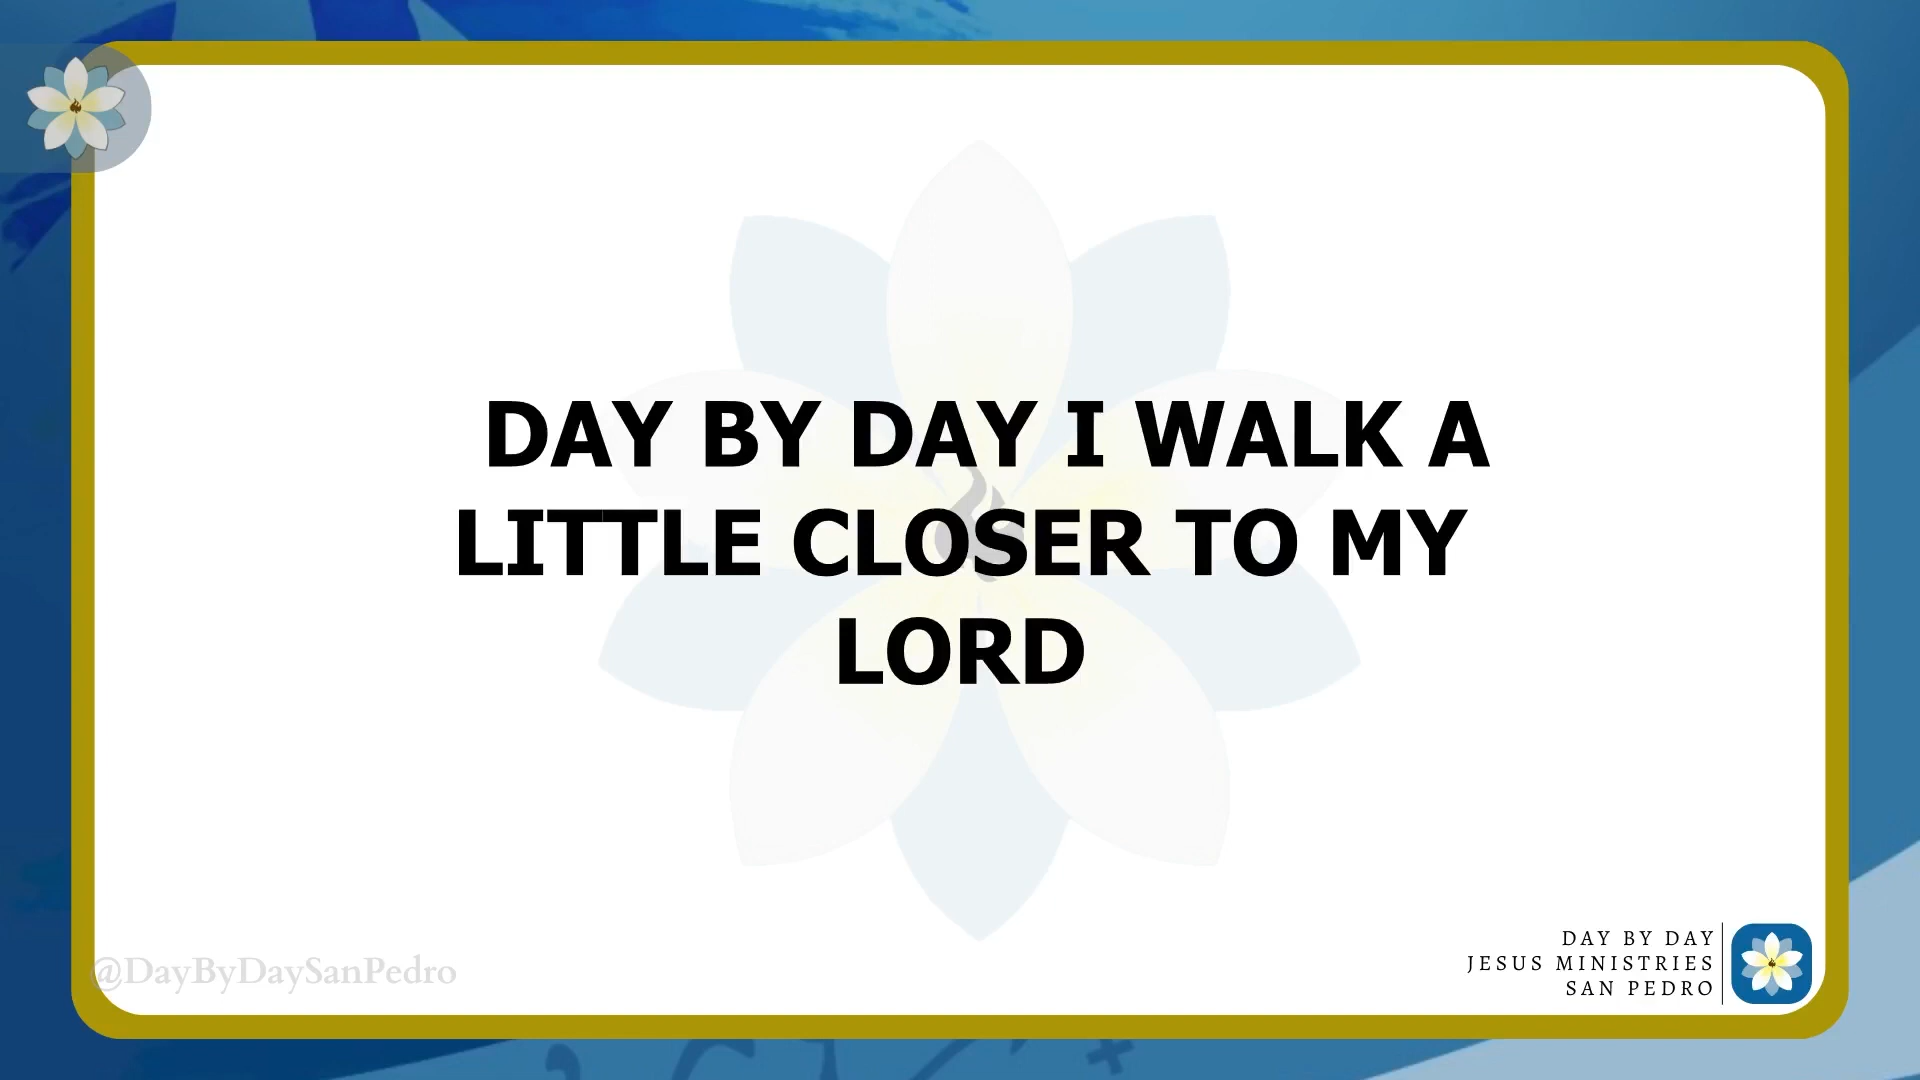 DAY BY DAY I WALK A
LITTLE CLOSER TO MY
LORD
@DayByDaySanPedro
DAY BY DAY
JESUS MINISTRIES
SAN PEDRO